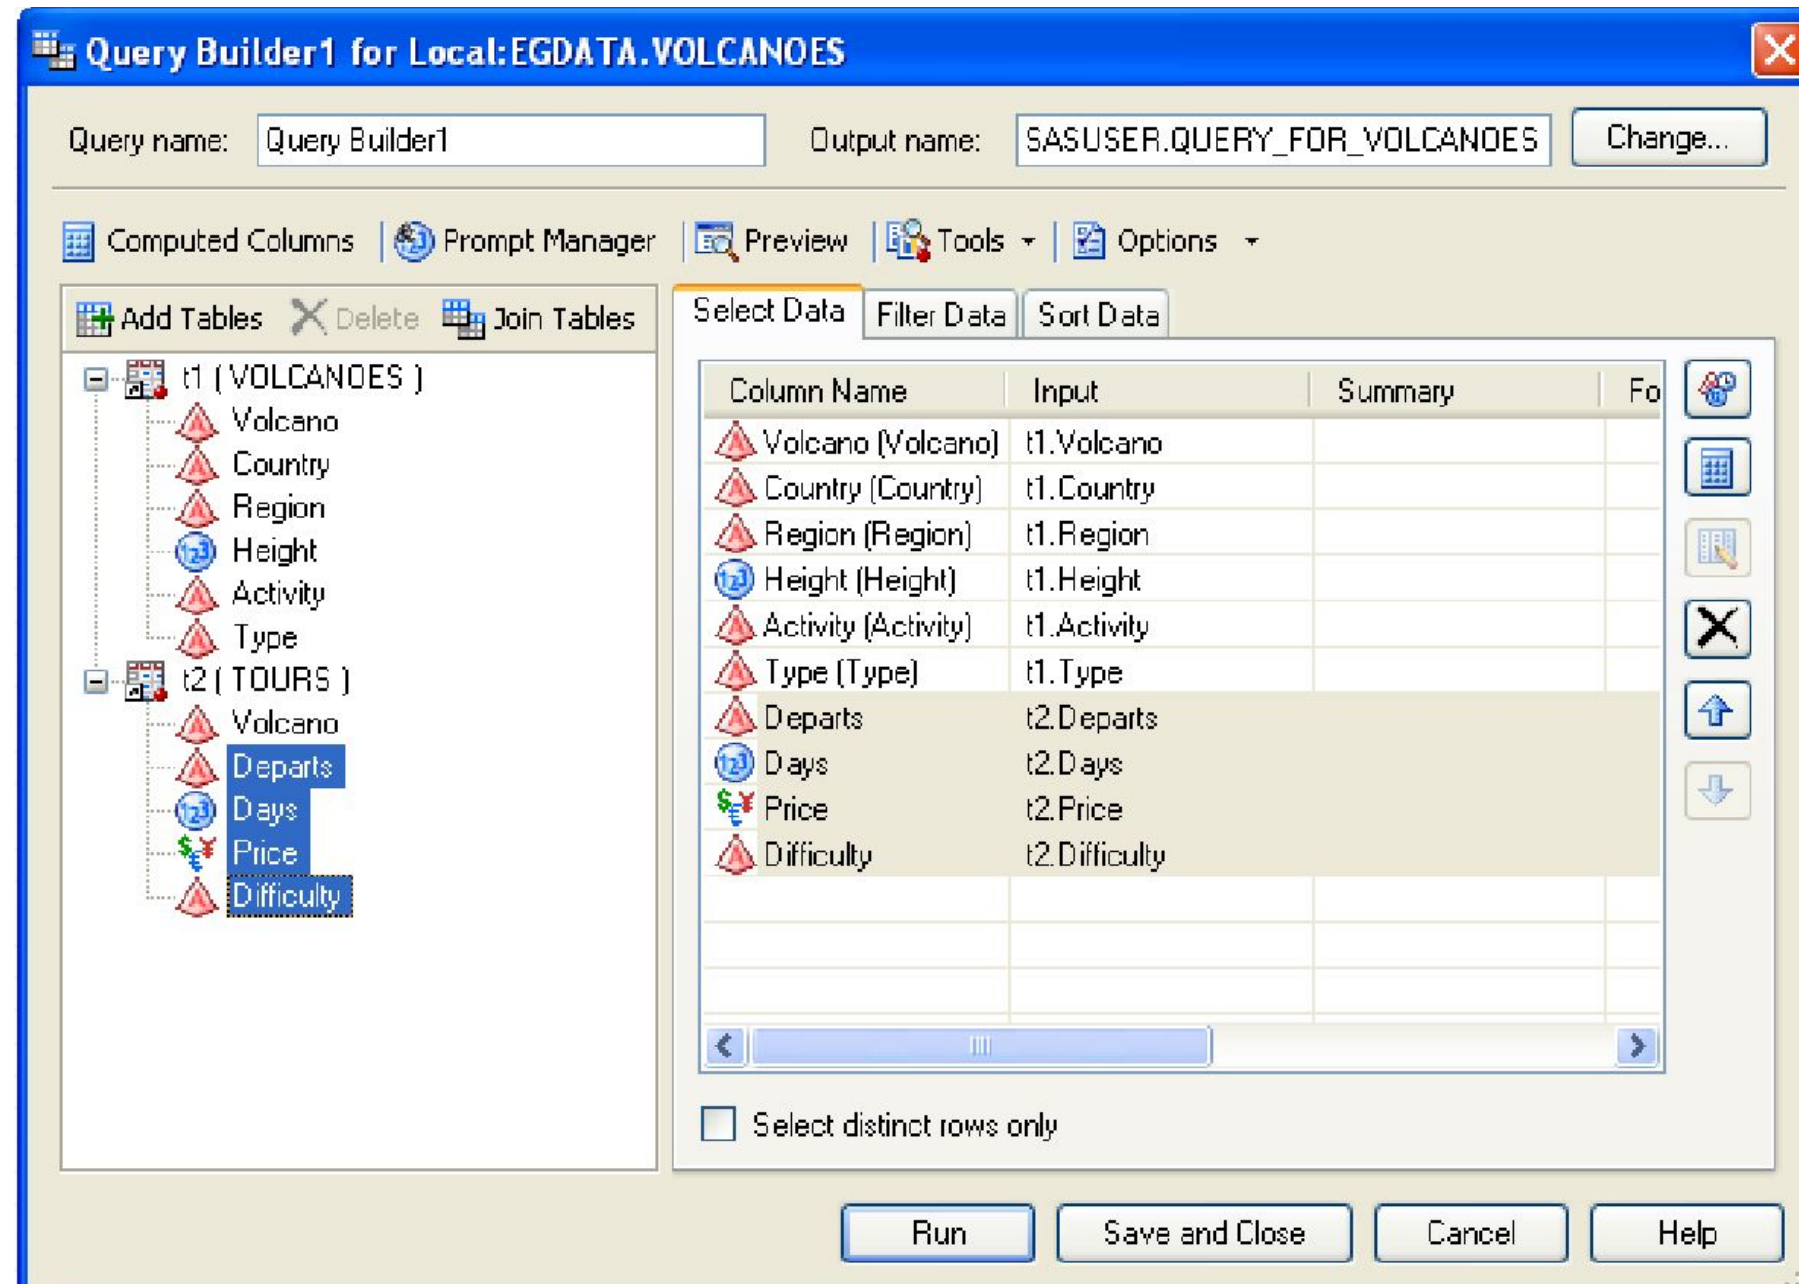 Query Builder1 for Local:EGDATA.VOLCANOES
Query name: Query Builder1 Output name: SASUSER.QUERY_FOR_VOLCANOES Change...
Computed Columns Prompt Manager Preview Tools Options
Add Tables Delete Join Tables
t1 ( VOLCANOES )
Volcano
Country
Region
Height
Activity
Type
t2 ( TOURS )
Volcano
Departs
Days
Price
Difficulty
Select Data Filter Data Sort Data
Column Name Input Summary Fo
Volcano (Volcano) t1.Volcano
Country (Country) t1.Country
Region (Region) t1.Region
Height (Height) t1.Height
Activity (Activity) t1.Activity
Type (Type) t1.Type
Departs t2.Departs
Days t2.Days
Price t2.Price
Difficulty t2.Difficulty
Select distinct rows only
Run Save and Close Cancel Help